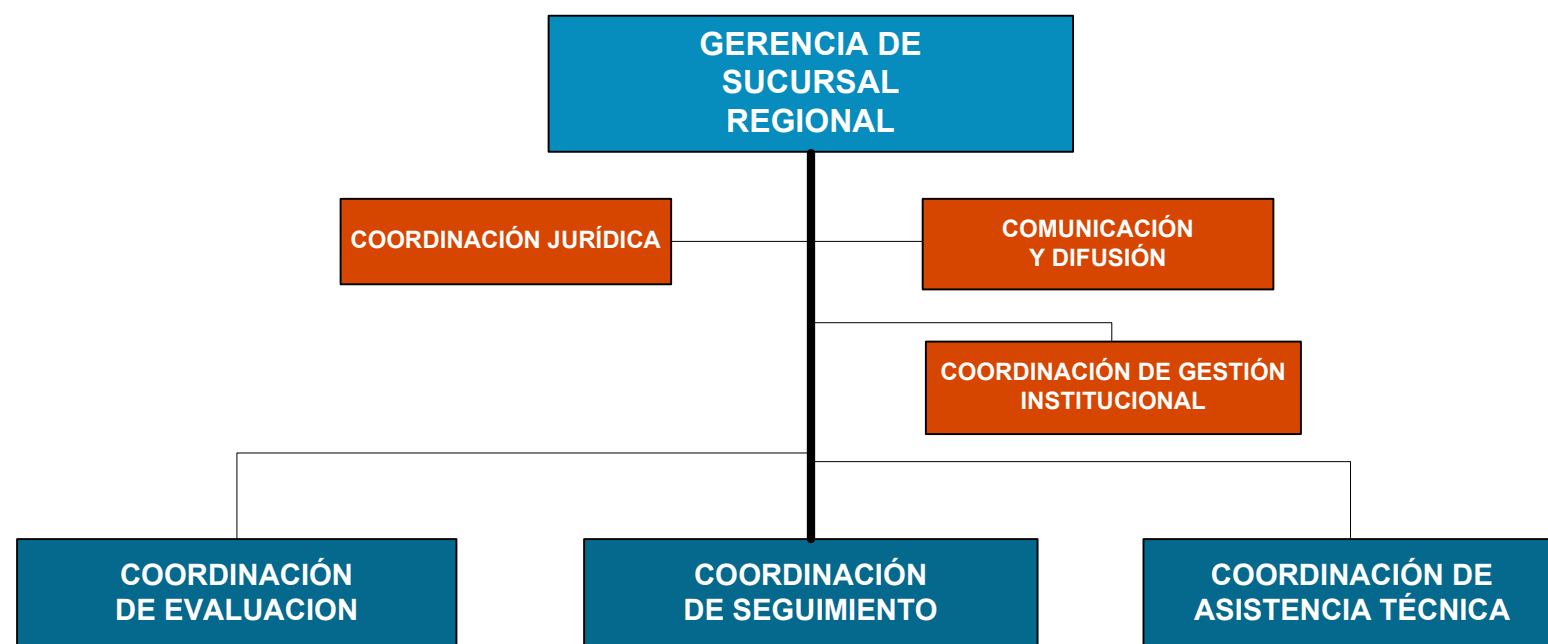 GERENCIA DE
SUCURSAL
REGIONAL
COORDINACIÓN JURÍDICA
COMUNICACIÓN
Y DIFUSIÓN
COORDINACIÓN DE GESTIÓN
INSTITUCIONAL
COORDINACIÓN
DE EVALUACION
COORDINACIÓN
DE SEGUIMIENTO
COORDINACIÓN DE
ASISTENCIA TÉCNICA